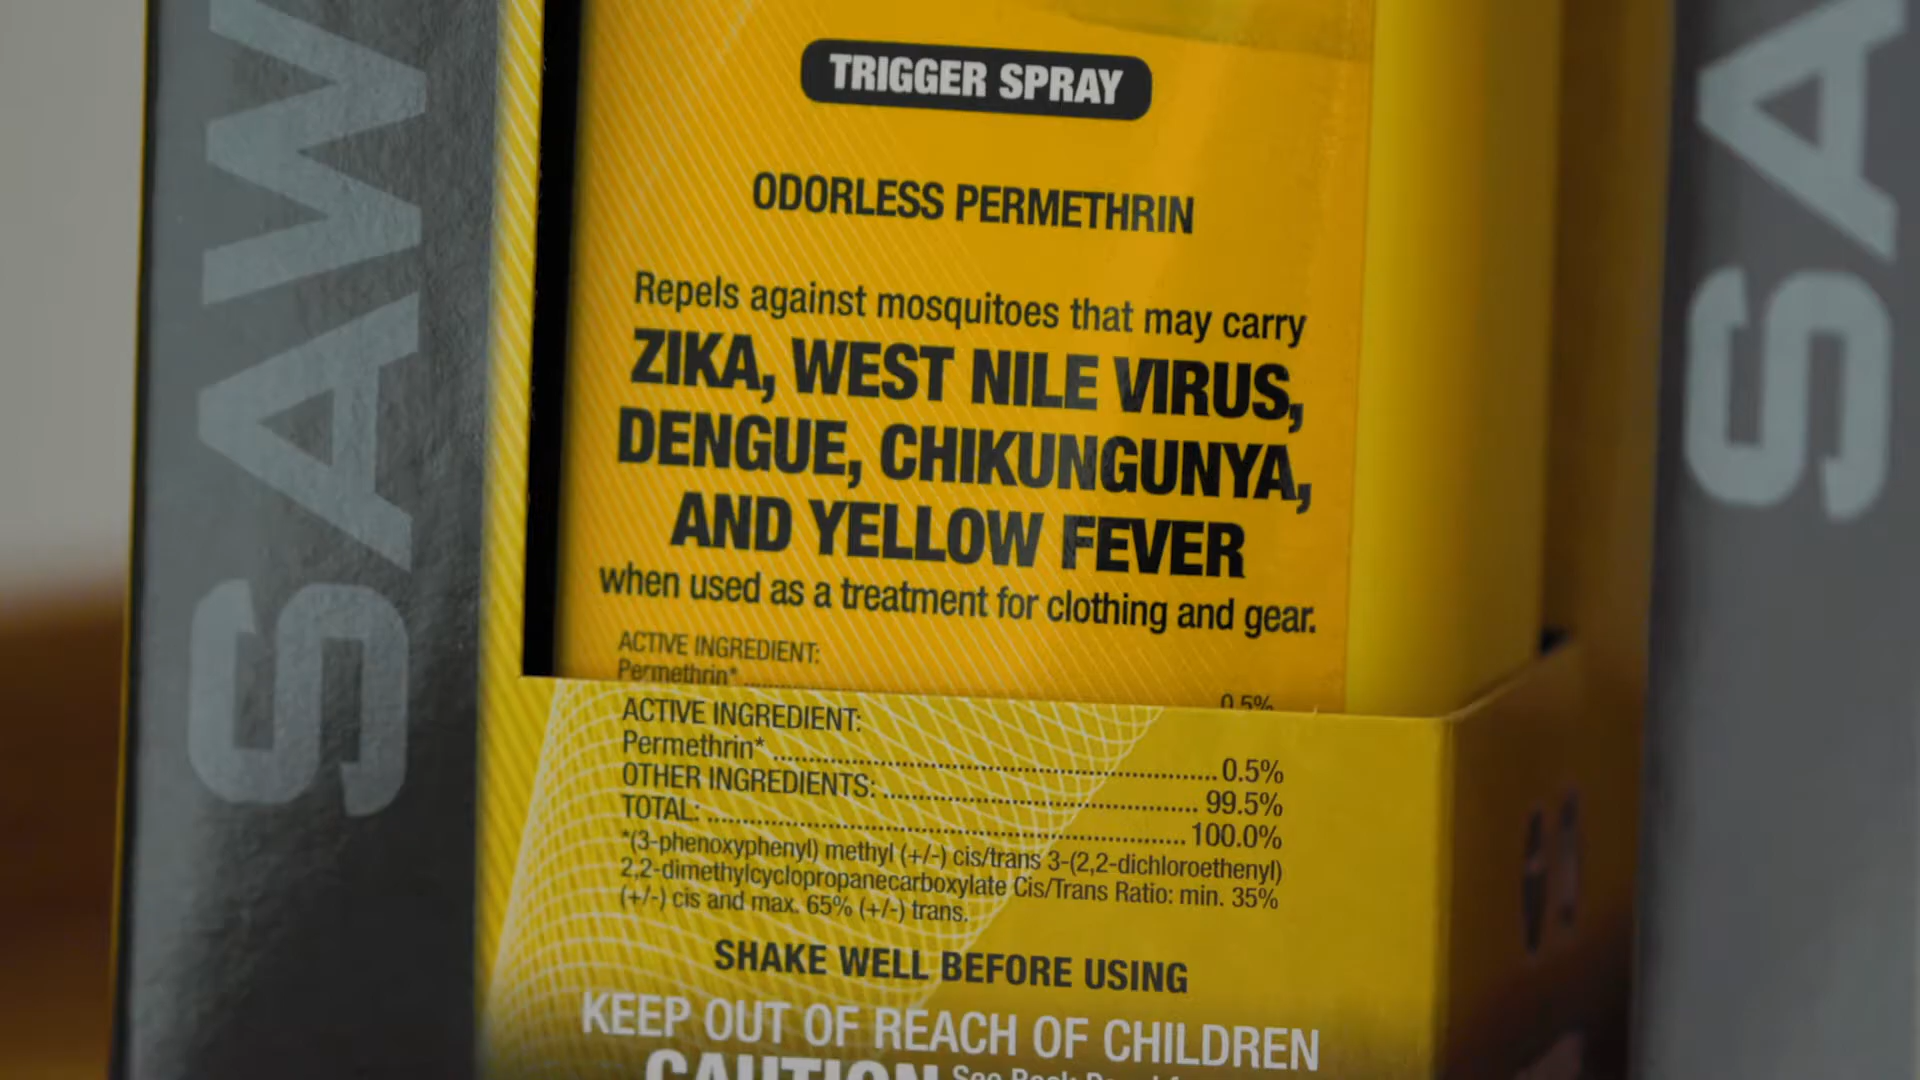 SAW
TRIGGER SPRAY
ODORLESS PERMETHRIN
Repels against mosquitoes that may carry
ZIKA, WEST NILE VIRUS,
DENGUE, CHIKUNGUNYA,
AND YELLOW FEVER
when used as a treatment for clothing and gear.
ACTIVE INGREDIENT:
Permethrin* 0.5%
ACTIVE INGREDIENT:
Permethrin* 0.5%
OTHER INGREDIENTS: 99.5%
TOTAL: 100.0%
*(3-phenoxyphenyl) methyl (+/-) cis/trans 3-(2,2-dichloroethenyl)
2,2-dimethylcyclopropanecarboxylate Cis/Trans Ratio: min. 35%
(+/-) cis and max. 65% (+/-) trans.
SHAKE WELL BEFORE USING
KEEP OUT OF REACH OF CHILDREN
CAUTION See Back
SA